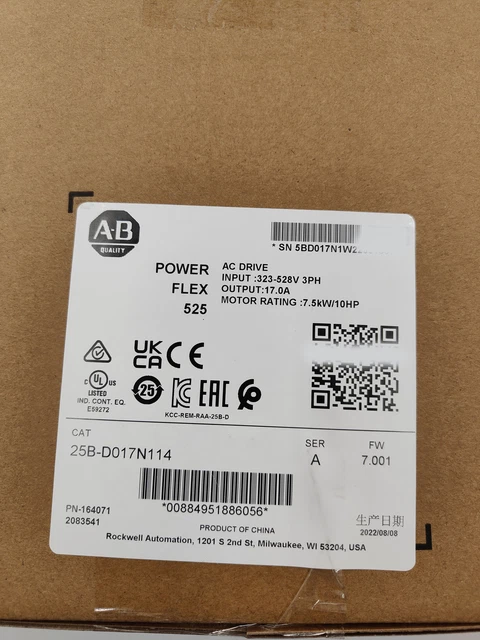 A-B
QUALITY
* SN 5BD017N1W2
POWER
FLEX
525
AC DRIVE
INPUT :323-528V 3PH
OUTPUT:17.0A
MOTOR RATING :7.5kW/10HP
UK
CA CE
C UL US
LISTED
IND. CONT. EQ.
E59272
25
EAC
KCC-REM-RAA-25B-D
CAT
25B-D017N114
SER
A
FW
7.001
*00884951886056*
PN-164071
2083541
PRODUCT OF CHINA
Rockwell Automation, 1201 S 2nd St, Milwaukee, WI 53204, USA
生产日期
2022/08/08